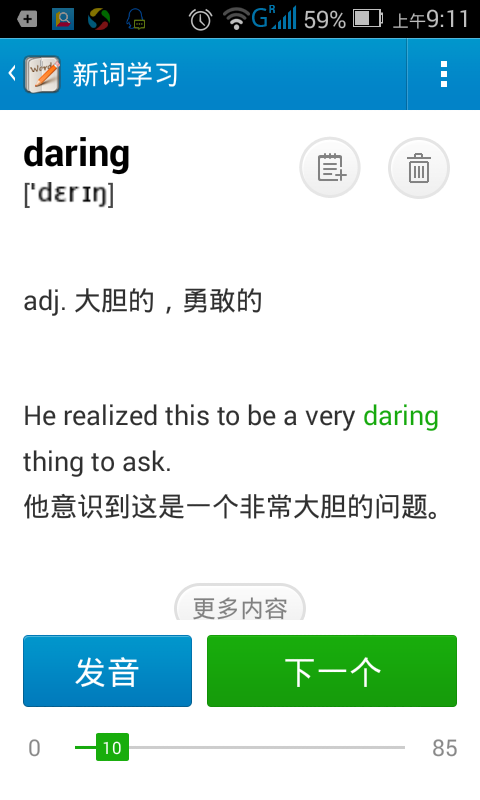 G R 59% 上午9:11
Words 新词学习
daring
['dɛrɪŋ]
adj. 大胆的，勇敢的
He realized this to be a very daring
thing to ask.
他意识到这是一个非常大胆的问题。
更多内容
发音 下一个
0 10 85